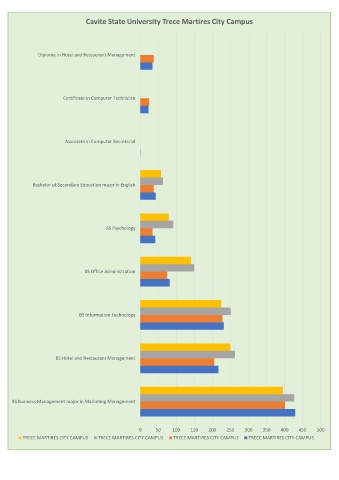 Cavite State University Trece Martires City Campus
Diploma in Hotel and Restaurant Management
Certificate in Computer Technician
Associate in Computer Secretarial
Bachelor of Secondary Education major in English
BS Psychology
BS Office Administration
BS Information Technology
BS Hotel and Restaurant Management
BS Business Management major in Marketing Management
0 50 100 150 200 250 300 350 400 450 500
TRECE MARTIRES CITY CAMPUS TRECE MARTIRES CITY CAMPUS TRECE MARTIRES CITY CAMPUS TRECE MARTIRES CITY CAMPUS